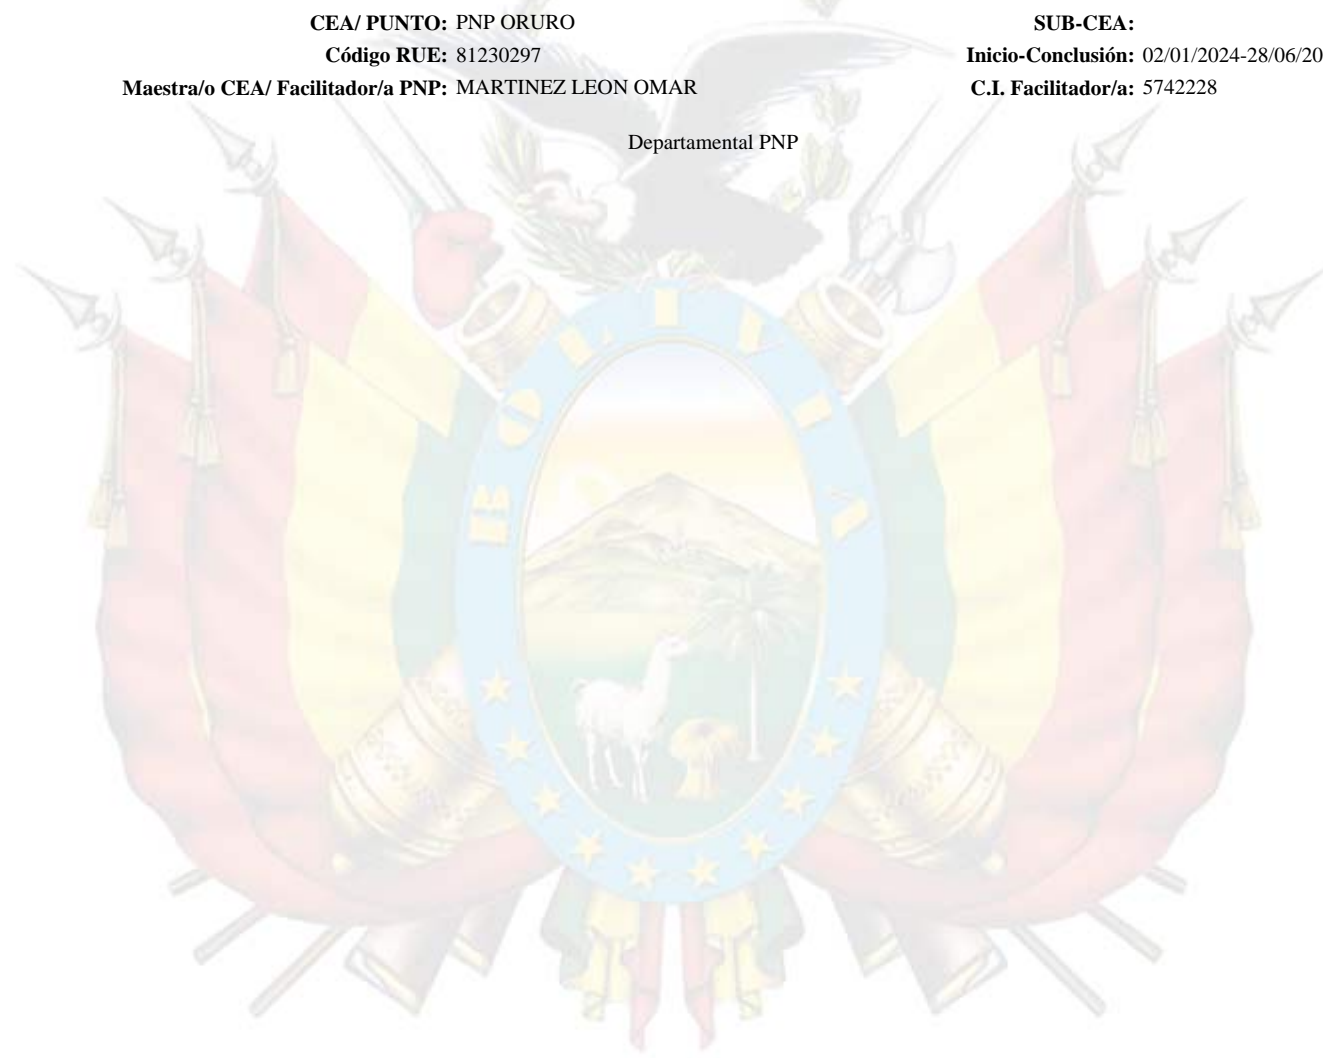 CEA/ PUNTO: PNP ORURO SUB-CEA:
Código RUE: 81230297 Inicio-Conclusión: 02/01/2024-28/06/20
Maestra/o CEA/ Facilitador/a PNP: MARTINEZ LEON OMAR C.I. Facilitador/a: 5742228
Departamental PNP
BOLIVIA